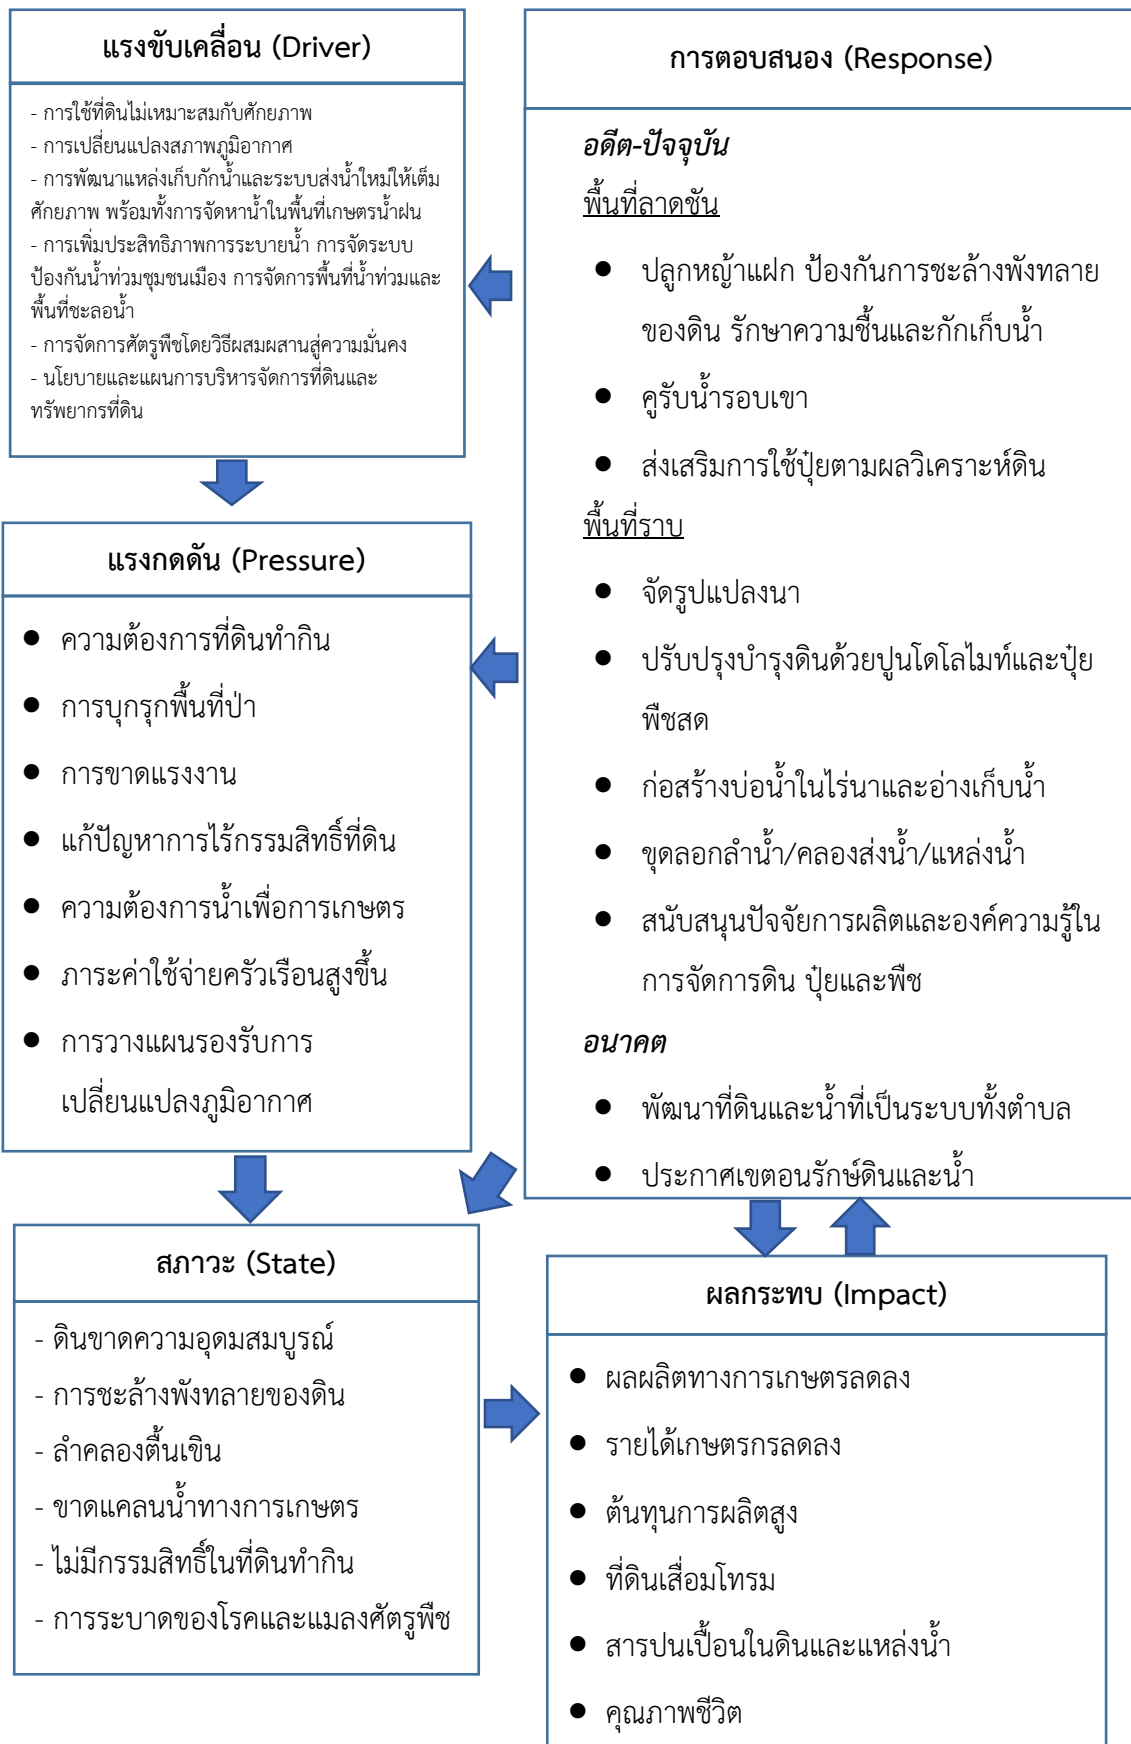 แรงขับเคลื่อน (Driver)
- การใช้ที่ดินไม่เหมาะสมกับศักยภาพ
- การเปลี่ยนแปลงสภาพภูมิอากาศ
- การพัฒนาแหล่งเก็บกักน้ำและระบบส่งน้ำใหม่ให้เต็ม
ศักยภาพ พร้อมทั้งการจัดหาน้ำในพื้นที่เกษตรน้ำฝน
- การเพิ่มประสิทธิภาพการระบายน้ำ การจัดระบบ
ป้องกันน้ำท่วมชุมชนเมือง การจัดการพื้นที่น้ำท่วมและ
พื้นที่ชะลอน้ำ
- การจัดการศัตรูพืชโดยวิธีผสมผสานสู่ความมั่นคง
- นโยบายและแผนการบริหารจัดการที่ดินและ
ทรัพยากรที่ดิน
แรงกดดัน (Pressure)
● ความต้องการที่ดินทำกิน
● การบุกรุกพื้นที่ป่า
● การขาดแรงงาน
● แก้ปัญหาการไร้กรรมสิทธิ์ที่ดิน
● ความต้องการน้ำเพื่อการเกษตร
● ภาระค่าใช้จ่ายครัวเรือนสูงขึ้น
● การวางแผนรองรับการ
เปลี่ยนแปลงภูมิอากาศ
สภาวะ (State)
- ดินขาดความอุดมสมบูรณ์
- การชะล้างพังทลายของดิน
- ลำคลองตื้นเขิน
- ขาดแคลนน้ำทางการเกษตร
- ไม่มีกรรมสิทธิ์ในที่ดินทำกิน
- การระบาดของโรคและแมลงศัตรูพืช
การตอบสนอง (Response)
อดีต-ปัจจุบัน
พื้นที่ลาดชัน
● ปลูกหญ้าแฝก ป้องกันการชะล้างพังทลาย
ของดิน รักษาความชื้นและกักเก็บน้ำ
● คูรับน้ำรอบเขา
● ส่งเสริมการใช้ปุ๋ยตามผลวิเคราะห์ดิน
พื้นที่ราบ
● จัดรูปแปลงนา
● ปรับปรุงบำรุงดินด้วยปูนโดโลไมท์และปุ๋ย
พืชสด
● ก่อสร้างบ่อน้ำในไร่นาและอ่างเก็บน้ำ
● ขุดลอกลำน้ำ/คลองส่งน้ำ/แหล่งน้ำ
● สนับสนุนปัจจัยการผลิตและองค์ความรู้ใน
การจัดการดิน ปุ๋ยและพืช
อนาคต
● พัฒนาที่ดินและน้ำที่เป็นระบบทั้งตำบล
● ประกาศเขตอนรักษ์ดินและน้ำ
ผลกระทบ (Impact)
● ผลผลิตทางการเกษตรลดลง
● รายได้เกษตรกรลดลง
● ต้นทุนการผลิตสูง
● ที่ดินเสื่อมโทรม
● สารปนเปื้อนในดินและแหล่งน้ำ
● คุณภาพชีวิต